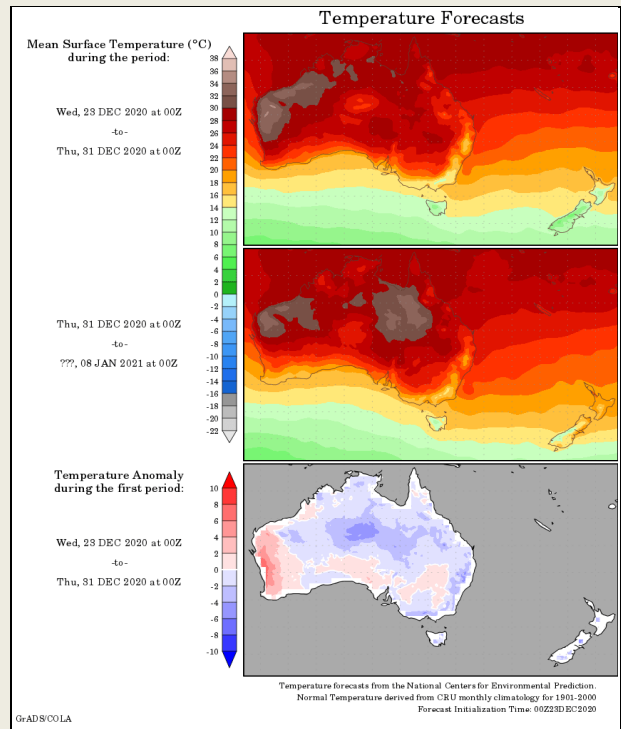 Temperature Forecasts
Mean Surface Temperature (°C)
during the period:
Wed, 23 DEC 2020 at 00Z
-to-
Thu, 31 DEC 2020 at 00Z
38
36
34
32
30
28
26
24
22
20
18
16
14
12
10
8
6
4
2
0
-2
-4
-6
-8
-10
-12
-14
-16
-18
-20
-22
Thu, 31 DEC 2020 at 00Z
-to-
???, 08 JAN 2021 at 00Z
Temperature Anomaly
during the first period:
Wed, 23 DEC 2020 at 00Z
-to-
Thu, 31 DEC 2020 at 00Z
10
8
6
4
2
0
-2
-4
-6
-8
-10
Temperature forecasts from the National Centers for Environmental Prediction.
Normal Temperature derived from CRU monthly climatology for 1901-2000
Forecast Initialization Time: 00Z23DEC2020
GrADS/COLA